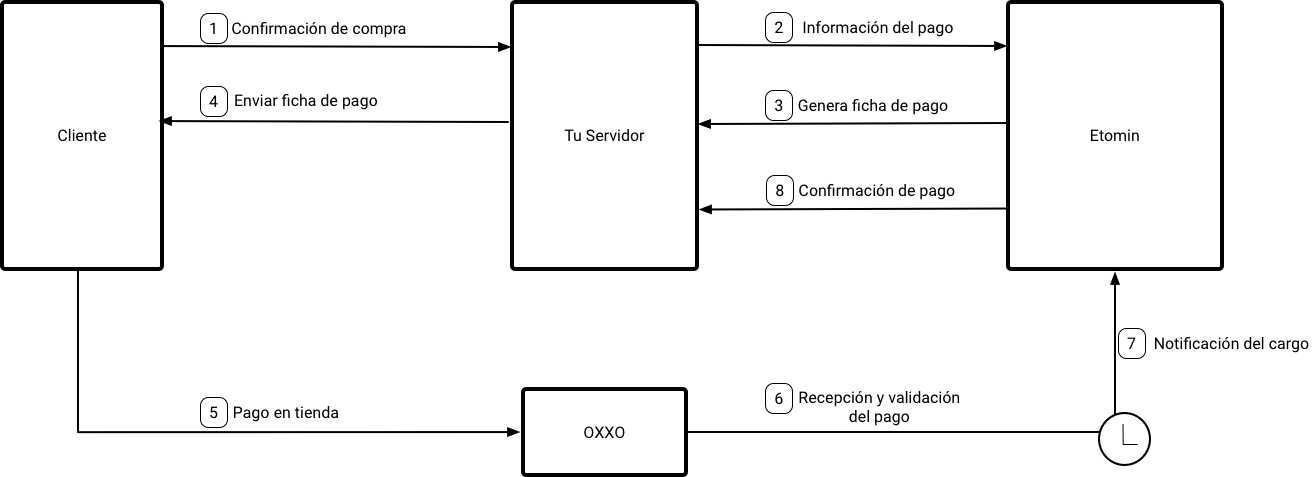 1 Confirmación de compra
2 Información del pago
4 Enviar ficha de pago
3 Genera ficha de pago
Cliente
Tu Servidor
Etomin
8 Confirmación de pago
7 Notificación del cargo
5 Pago en tienda
6 Recepción y validación
del pago
OXXO